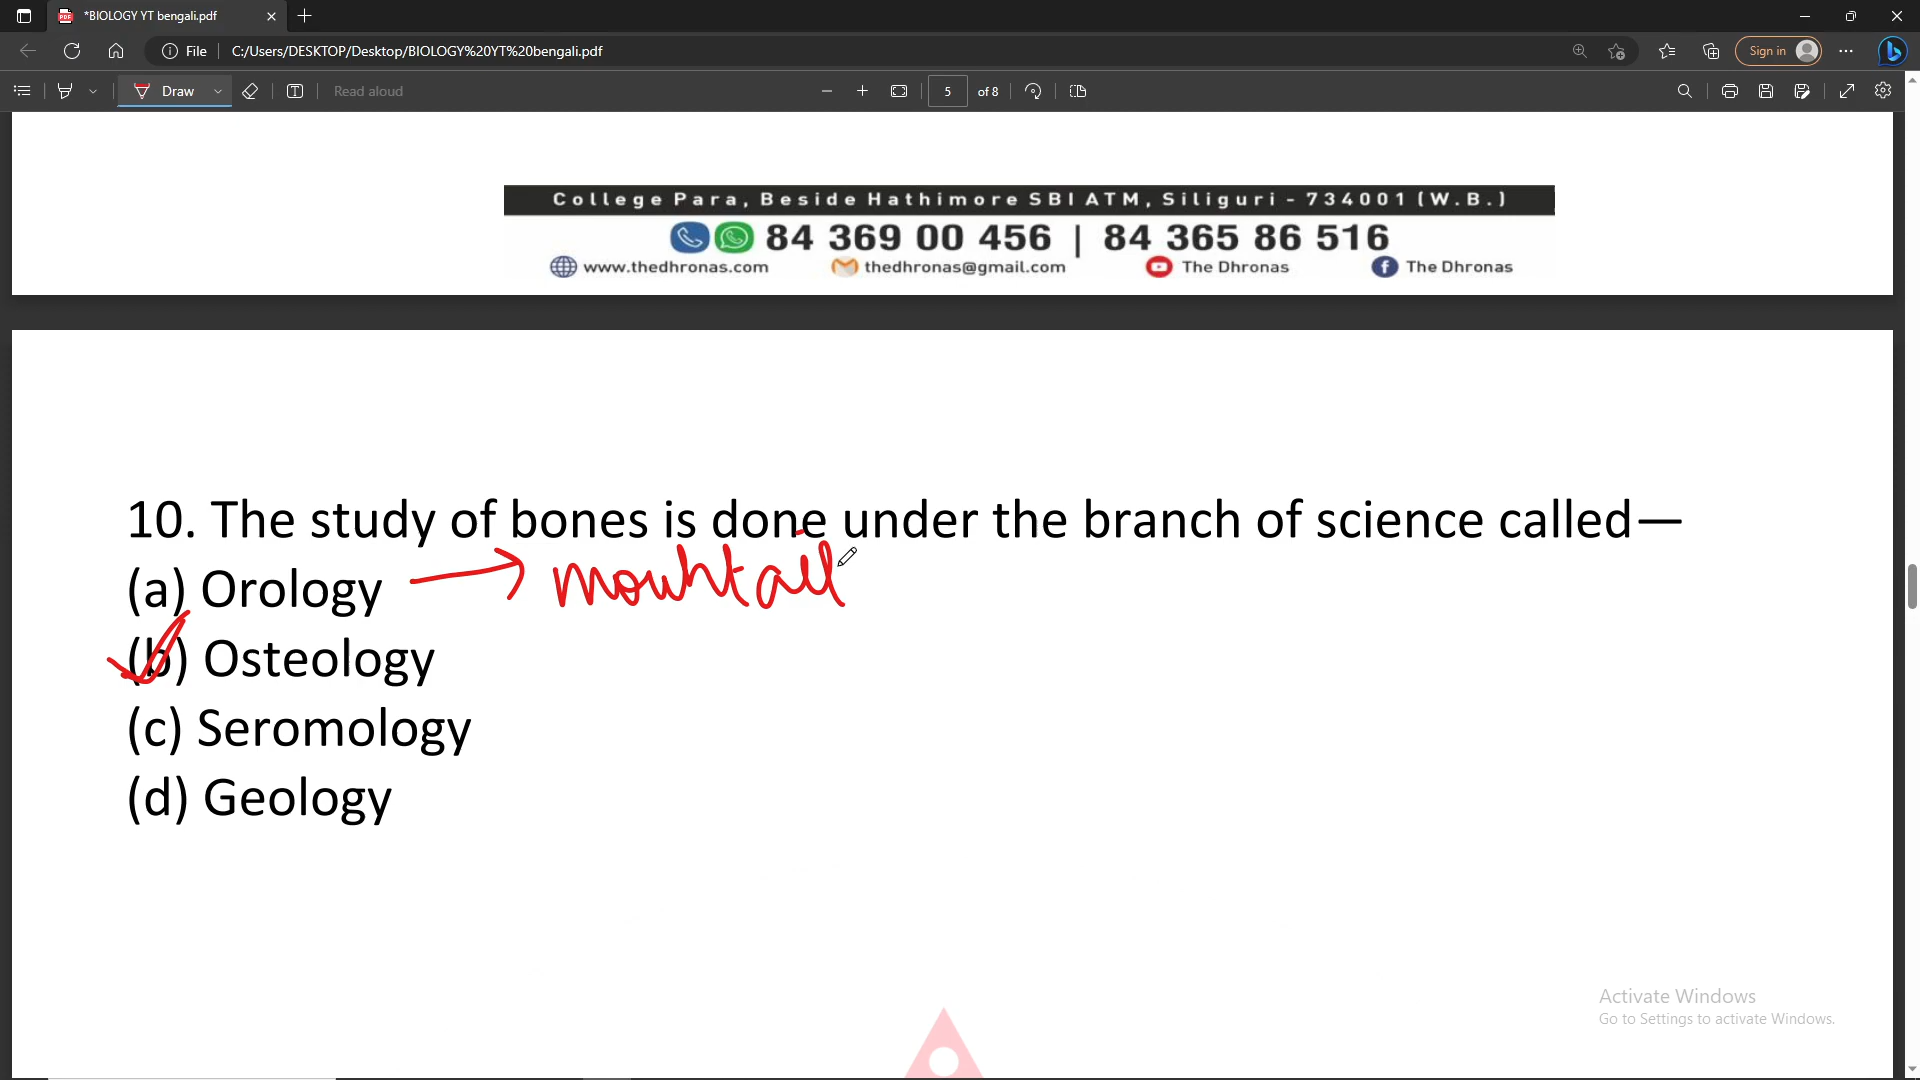 *BIOLOGY YT bengali.pdf
File
C:/Users/DESKTOP/Desktop/BIOLOGY%20YT%20bengali.pdf
Sign in
Draw
Read aloud
5 of 8
College Para, Beside Hathimore SBI ATM, Siliguri - 734001 (W.B.)
84 369 00 456 | 84 365 86 516
www.thedhronas.com thedhronas@gmail.com The Dhronas The Dhronas
10. The study of bones is done under the branch of science called—
(a) Orology
(b) Osteology
(c) Seromology
(d) Geology
Activate Windows
Go to Settings to activate Windows.